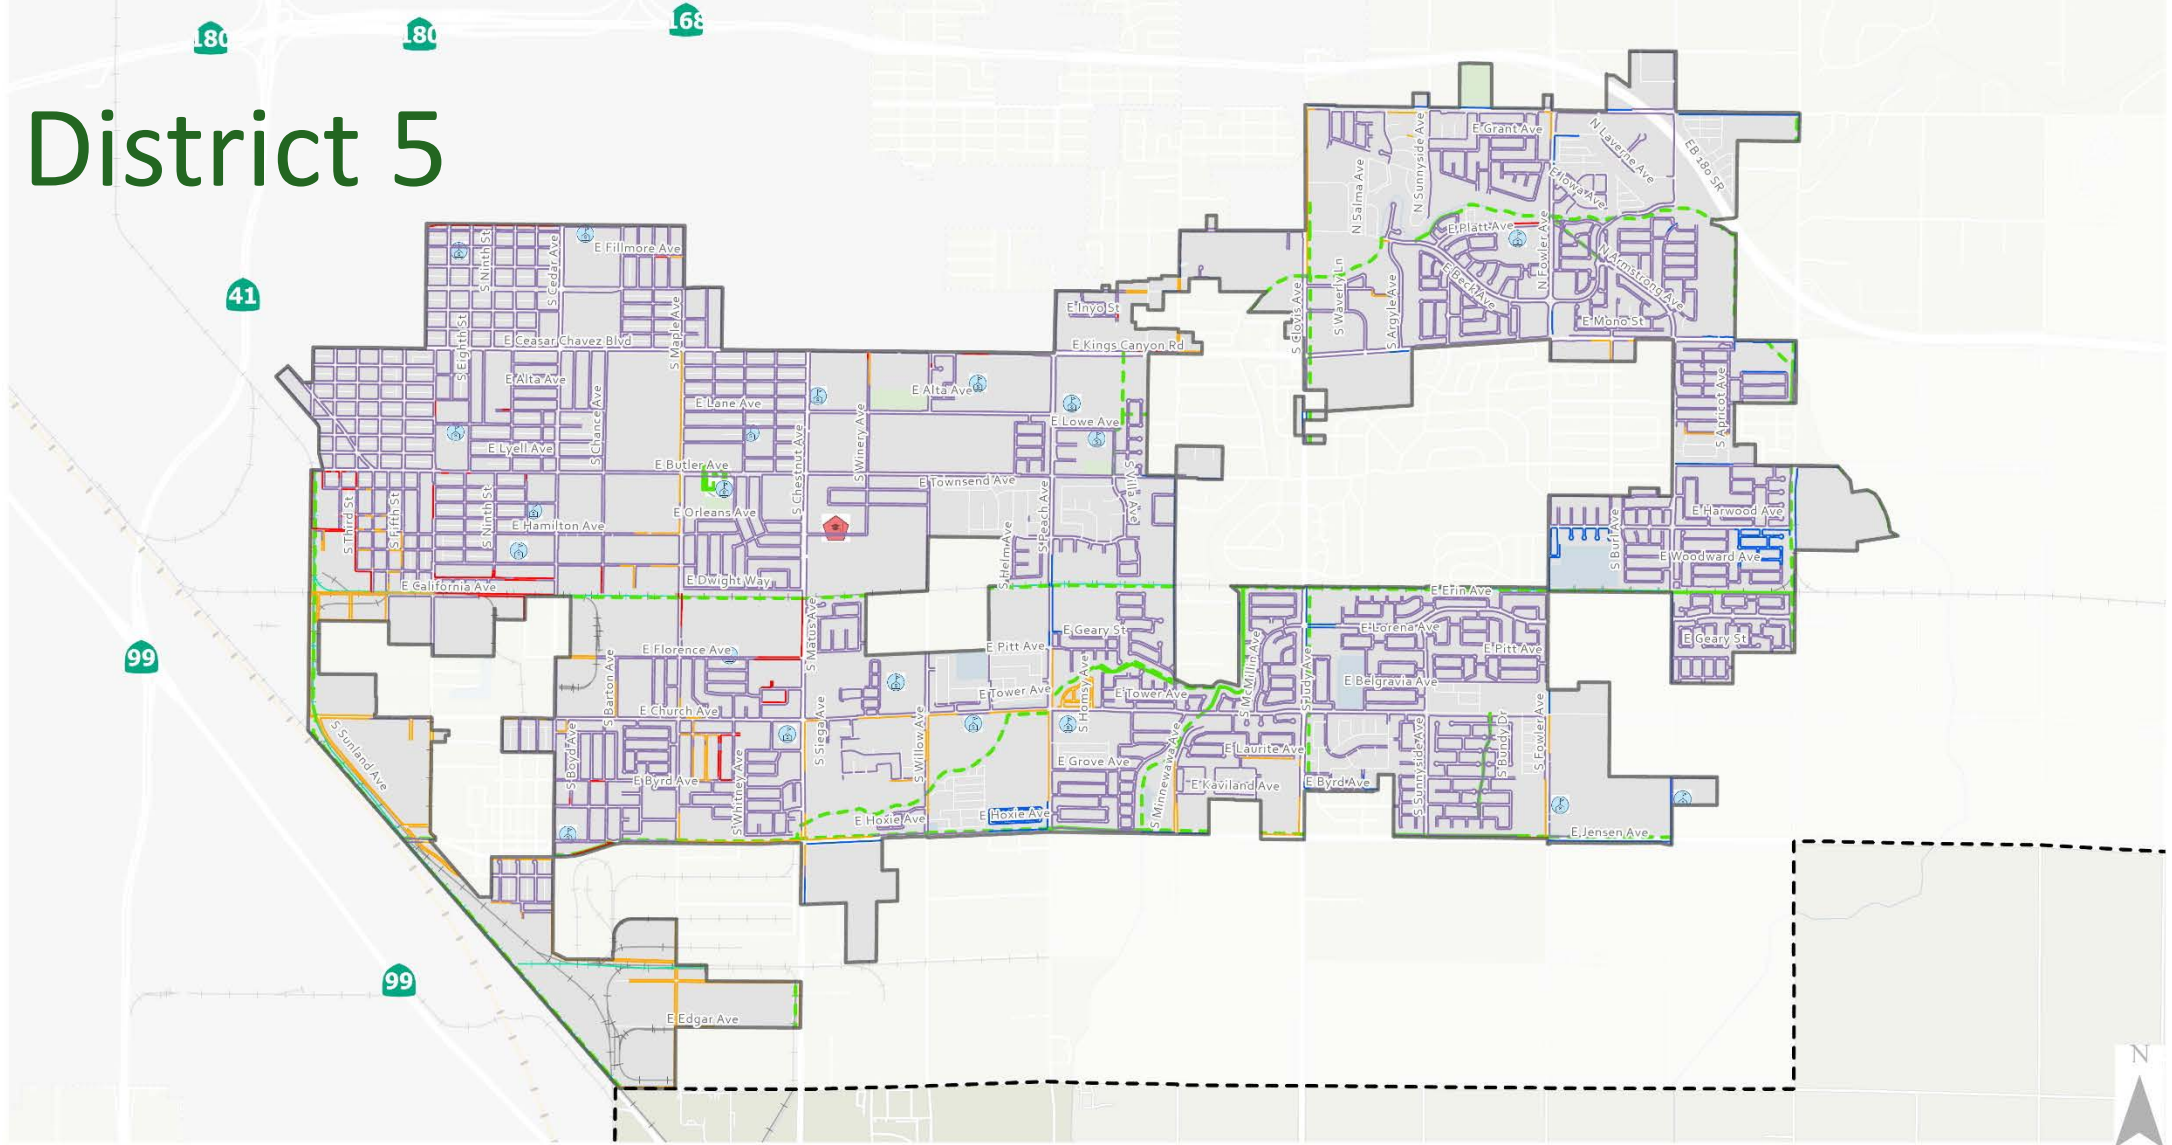 180
180
168
District 5
41
99
99
E Grant Ave
N Laverne Ave
EB 180 SR
N Sunnyside Ave
N Salma Ave
E Iowa Ave
E Platt Ave
N Fowler Ave
N Armstrong Ave
E Beck Ave
E Mono St
S Waverly Ln
S Argyle Ave
S Clovis Ave
E Fillmore Ave
S Ninth St
S Cedar Ave
S Maple Ave
E Inyo St
S Eighth St
E Ceasar Chavez Blvd
E Kings Canyon Rd
E Alta Ave
E Alta Ave
S Chance Ave
E Lane Ave
S Winery Ave
E Lowe Ave
S Apricot Ave
E Lyell Ave
S Chestnut Ave
E Butler Ave
E Townsend Ave
S Villa Ave
S Peach Ave
S Third St
S Fifth St
S Ninth St
E Hamilton Ave
E Orleans Ave
S Helm Ave
E Harwood Ave
S Burl Ave
E Woodward Ave
E California Ave
E Dwight Way
E Erin Ave
S Matus Ave
E Geary St
E Lorena Ave
E Geary St
E Florence Ave
E Pitt Ave
E Pitt Ave
S Barton Ave
S McMillin Ave
S Judy Ave
E Belgravia Ave
E Tower Ave
E Tower Ave
S Homsy Ave
E Church Ave
S Siega Ave
S Willow Ave
S Sunland Ave
S Boyd Ave
S Whitney Ave
E Byrd Ave
E Grove Ave
E Laurite Ave
S Minnewawa Ave
E Kaviland Ave
E Byrd Ave
S Sunnyside Ave
S Bundy Dr
S Fowler Ave
E Hoxie Ave
E Hoxie Ave
E Jensen Ave
E Edgar Ave
N